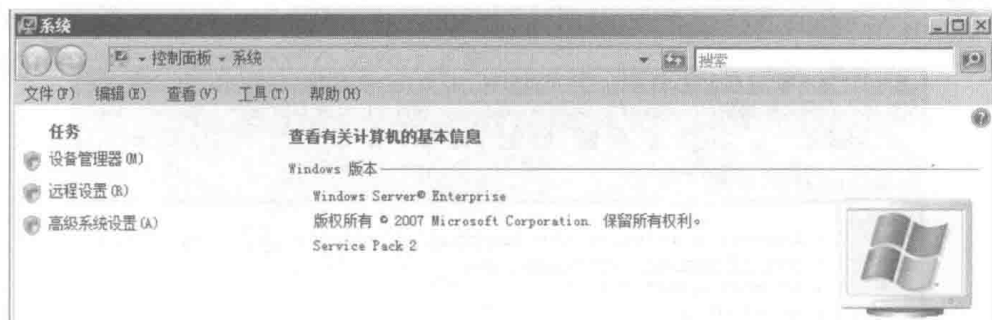 系统
控制面板 系统
搜索
文件(F) 编辑(E) 查看(V) 工具(T) 帮助(H)
任务
设备管理器(M)
远程设置(R)
高级系统设置(A)
查看有关计算机的基本信息
Windows 版本
Windows Server® Enterprise
版权所有 © 2007 Microsoft Corporation. 保留所有权利。
Service Pack 2